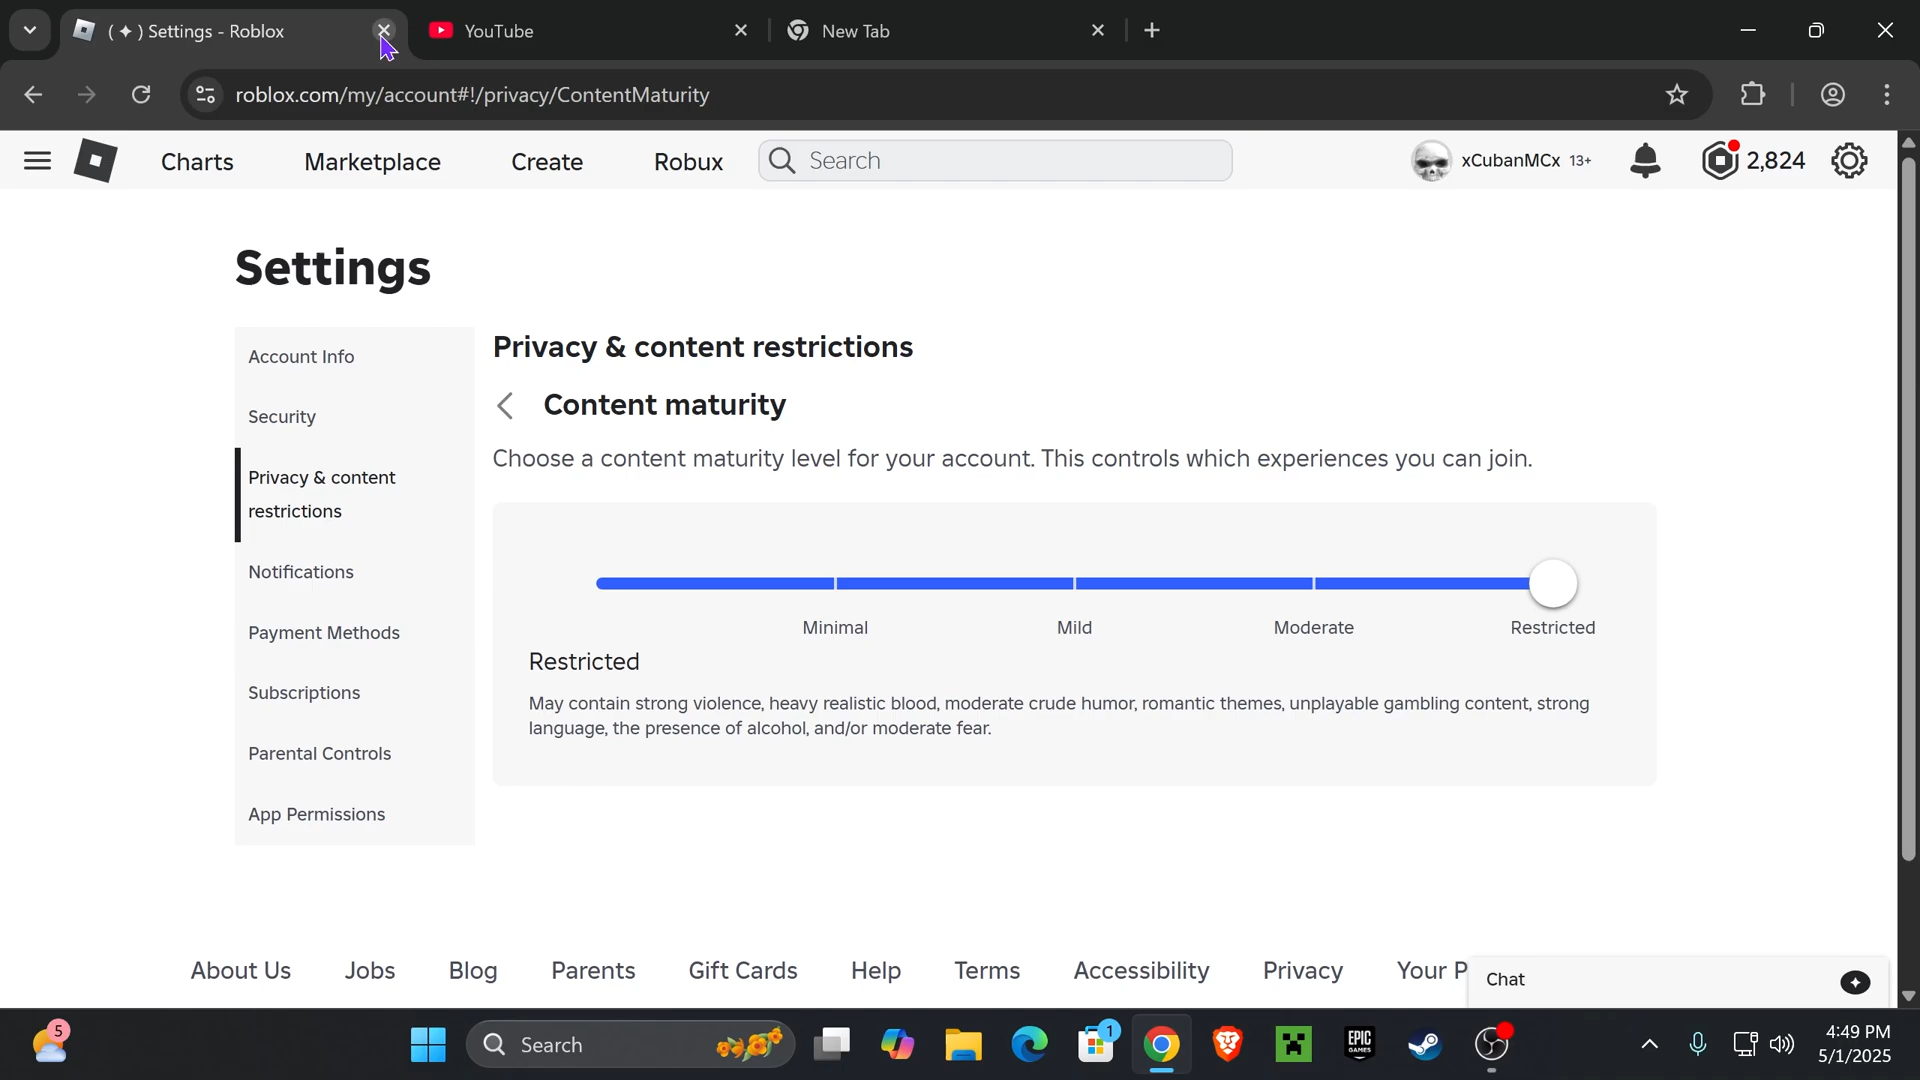 ( ✦ ) Settings - Roblox
YouTube
New Tab
roblox.com/my/account#!/privacy/ContentMaturity
Charts
Marketplace
Create
Robux
Search
xCubanMCx 13+
2,824
Settings
Account Info
Security
Privacy & content
restrictions
Notifications
Payment Methods
Subscriptions
Parental Controls
App Permissions
Privacy & content restrictions
Content maturity
Choose a content maturity level for your account. This controls which experiences you can join.
Minimal
Mild
Moderate
Restricted
Restricted
May contain strong violence, heavy realistic blood, moderate crude humor, romantic themes, unplayable gambling content, strong
language, the presence of alcohol, and/or moderate fear.
About Us
Jobs
Blog
Parents
Gift Cards
Help
Terms
Accessibility
Privacy
Your P
Chat
5
Search
1
EPIC
GAMES
4:49 PM
5/1/2025